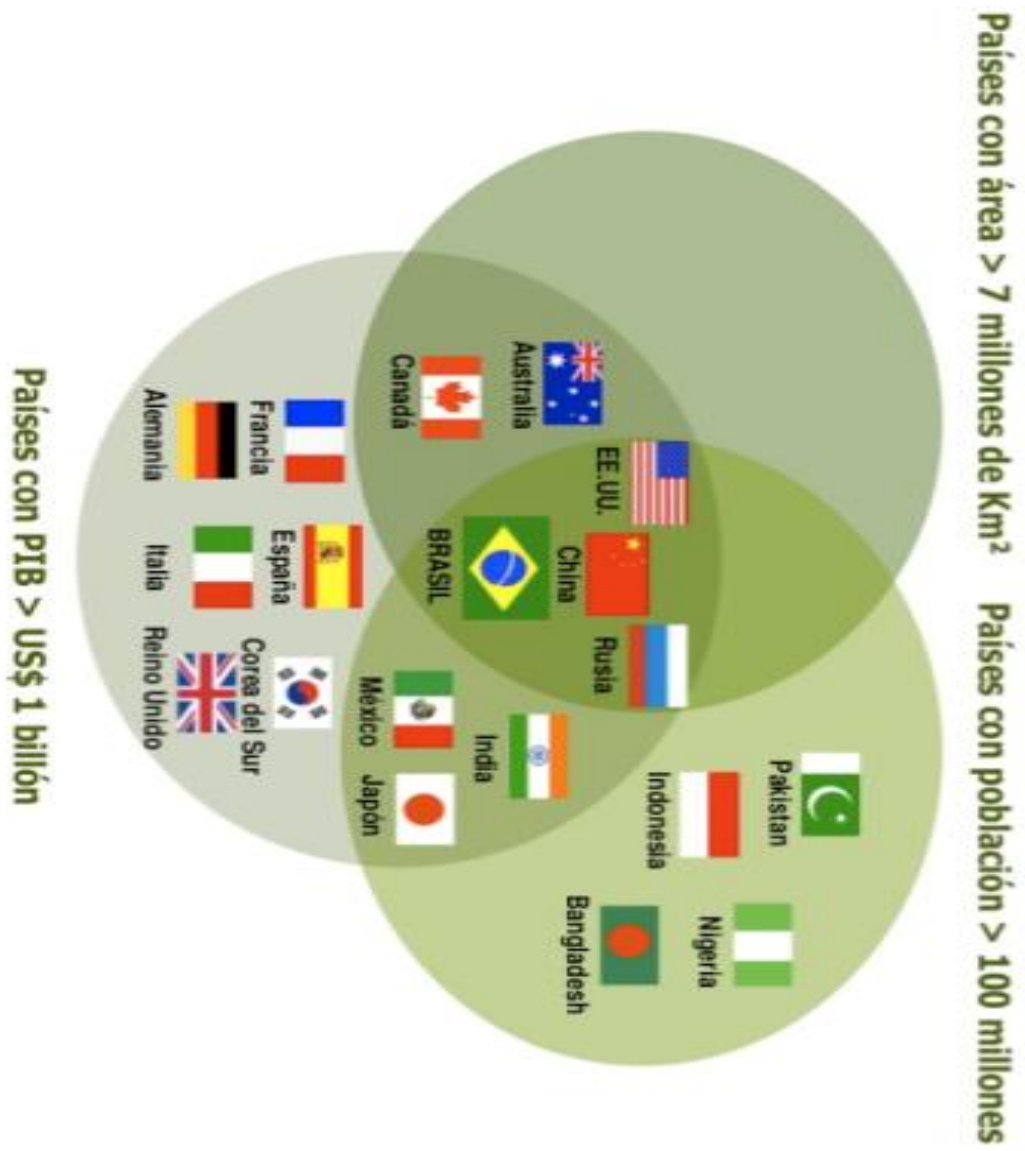 Países con área > 7 millones de Km²
Países con población > 100 millones
Australia
Canadá
EE.UU.
China
BRASIL
Rusia
Pakistan
Indonesia
Nigeria
Bangladesh
India
México
Japón
Francia
Alemania
España
Italia
Corea del Sur
Reino Unido
Países con PIB > US$ 1 billón